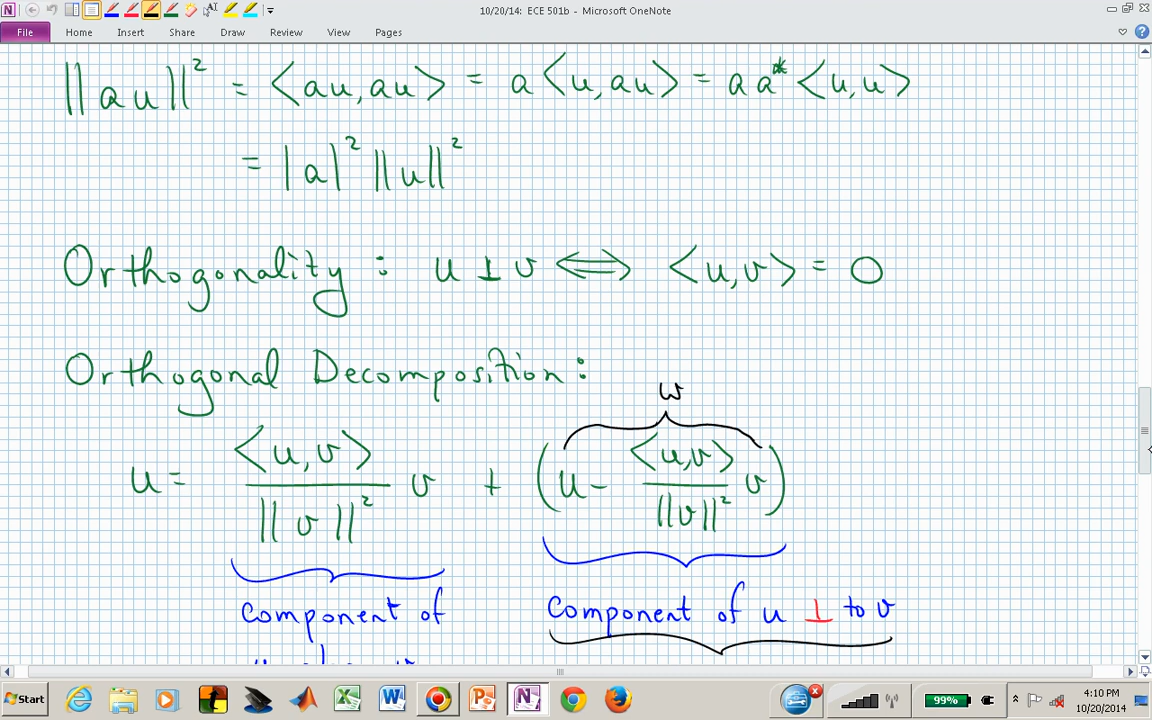 10/20/14: ECE 501b - Microsoft OneNote
File Home Insert Share Draw Review View Pages
||au||² = <au, au> = a<u, au> = aa*<u, u>
= |a|² ||u||²
Orthogonality: u ⊥ v ⟺ <u, v> = 0
Orthogonal Decomposition:
w
u = <u, v>/||v||² v + (u - <u, v>/||v||² v)
component of component of u ⊥ to v
Start 99% 4:10 PM
10/20/2014